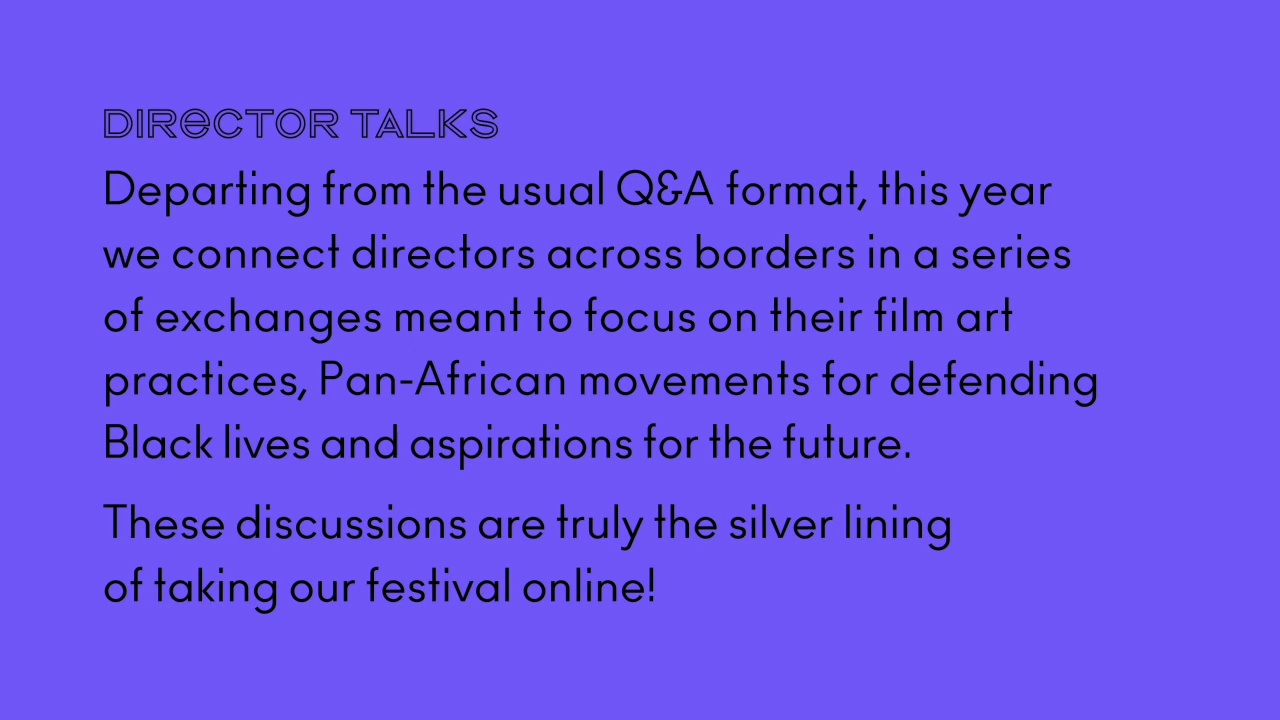 DIReCTOR TALKS
Departing from the usual Q&A format, this year
we connect directors across borders in a series
of exchanges meant to focus on their film art
practices, Pan-African movements for defending
Black lives and aspirations for the future.
These discussions are truly the silver lining
of taking our festival online!